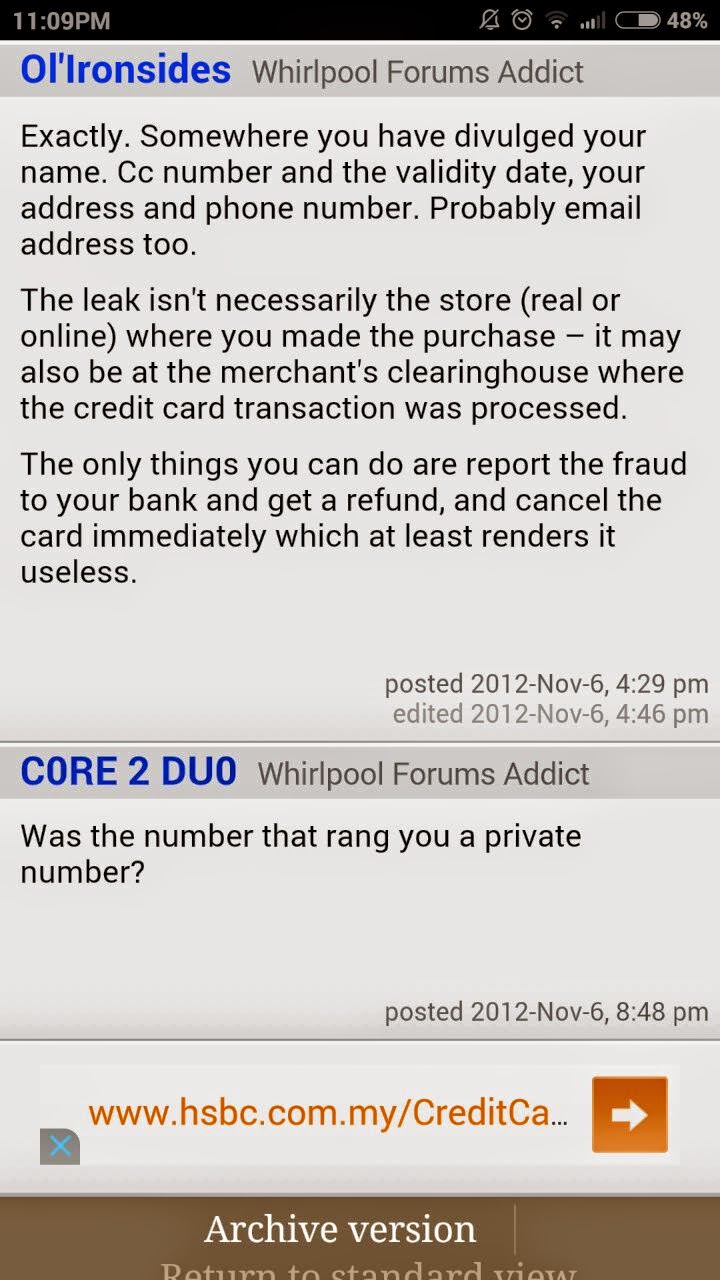 11:09PM 48%
Ol'Ironsides Whirlpool Forums Addict
Exactly. Somewhere you have divulged your
name. Cc number and the validity date, your
address and phone number. Probably email
address too.
The leak isn't necessarily the store (real or
online) where you made the purchase – it may
also be at the merchant's clearinghouse where
the credit card transaction was processed.
The only things you can do are report the fraud
to your bank and get a refund, and cancel the
card immediately which at least renders it
useless.
posted 2012-Nov-6, 4:29 pm
edited 2012-Nov-6, 4:46 pm
C0RE 2 DU0 Whirlpool Forums Addict
Was the number that rang you a private
number?
posted 2012-Nov-6, 8:48 pm
www.hsbc.com.my/CreditCa...
Archive version
Return to standard view